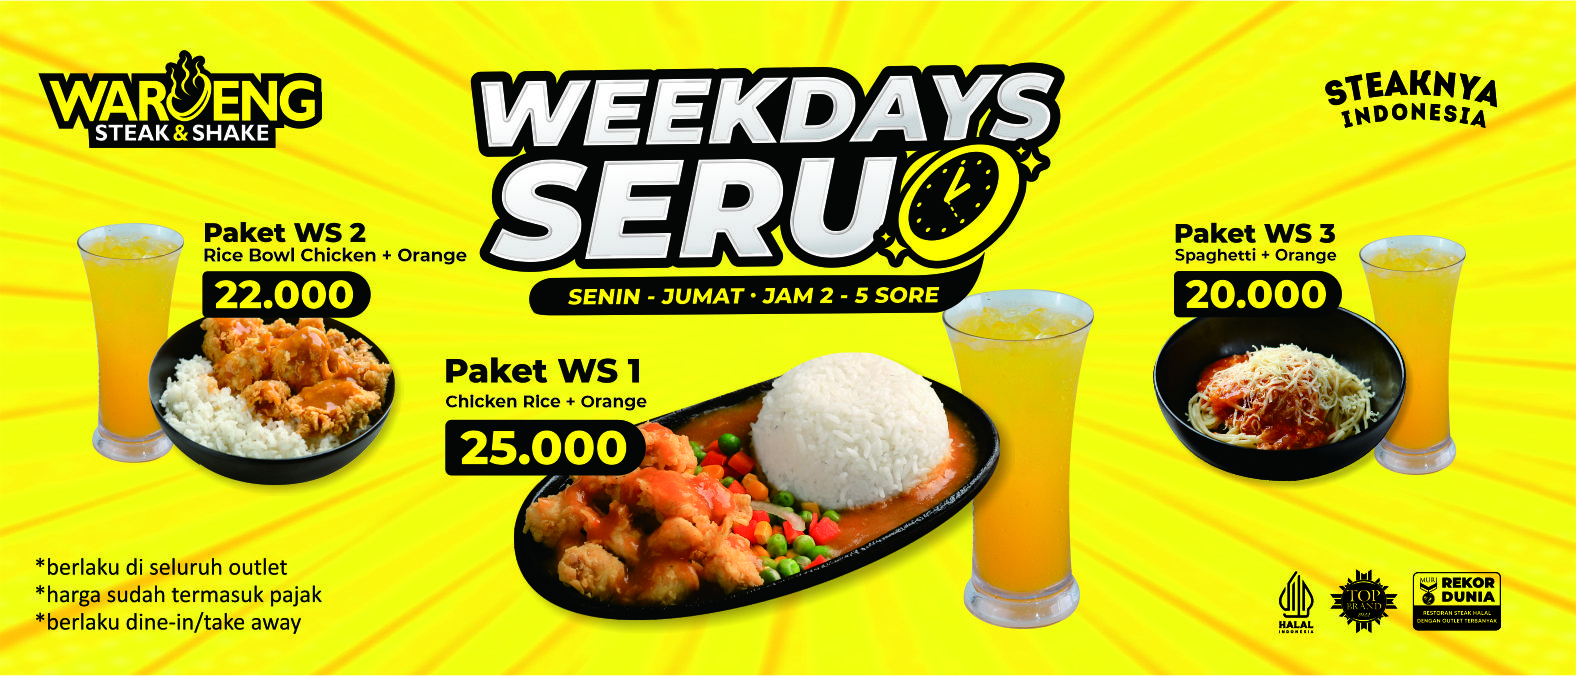 WAROENG
STEAK & SHAKE
WEEKDAYS
SERU
SENIN - JUMAT • JAM 2 - 5 SORE
STEAKNYA
INDONESIA
Paket WS 2
Rice Bowl Chicken + Orange
22.000
Paket WS 1
Chicken Rice + Orange
25.000
Paket WS 3
Spaghetti + Orange
20.000
*berlaku di seluruh outlet
*harga sudah termasuk pajak
*berlaku dine-in/take away
HALAL
INDONESIA
TOP
BRAND
MURI
REKOR
DUNIA
RESTORAN STEAK HALAL
DENGAN OUTLET TERBANYAK